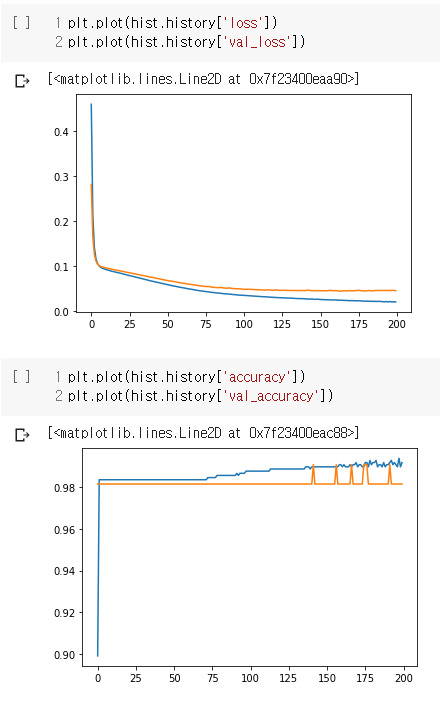 [ ] 1 plt.plot(hist.history['loss'])
2 plt.plot(hist.history['val_loss'])
[<matplotlib.lines.Line2D at 0x7f23400eaa90>]
0.4
0.3
0.2
0.1
0.0
0 25 50 75 100 125 150 175 200
[ ] 1 plt.plot(hist.history['accuracy'])
2 plt.plot(hist.history['val_accuracy'])
[<matplotlib.lines.Line2D at 0x7f23400eac88>]
0.98
0.96
0.94
0.92
0.90
0 25 50 75 100 125 150 175 200